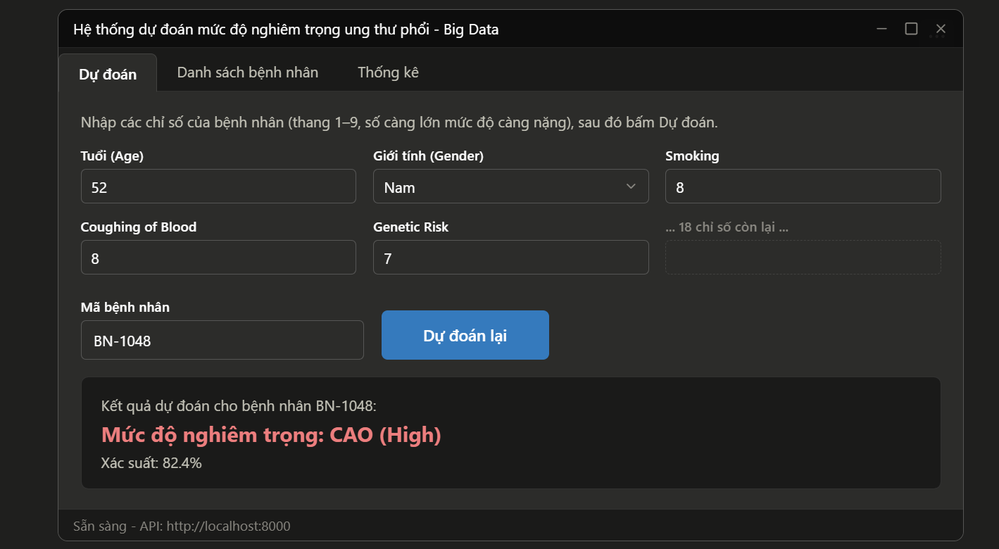 Hệ thống dự đoán mức độ nghiêm trọng ung thư phổi - Big Data
Dự đoán Danh sách bệnh nhân Thống kê
Nhập các chỉ số của bệnh nhân (thang 1–9, số càng lớn mức độ càng nặng), sau đó bấm Dự đoán.
Tuổi (Age) Giới tính (Gender) Smoking
52 Nam 8
Coughing of Blood Genetic Risk ... 18 chỉ số còn lại ...
8 7
Mã bệnh nhân
BN-1048 Dự đoán lại
Kết quả dự đoán cho bệnh nhân BN-1048:
Mức độ nghiêm trọng: CAO (High)
Xác suất: 82.4%
Sẵn sàng - API: http://localhost:8000